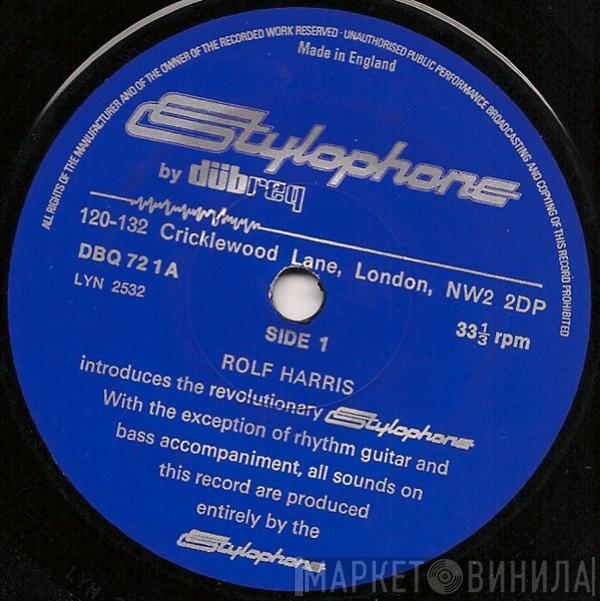 ALL RIGHTS OF THE MANUFACTURER AND OF THE OWNER OF THE RECORDED WORK RESERVED · UNAUTHORISED PUBLIC PERFORMANCE BROADCASTING AND COPYING OF THIS RECORD PROHIBITED
Made in England
Stylophone
by dübreq
120-132 Cricklewood Lane, London, NW2 2DP
DBQ 72 1A
LYN 2532
33⅓ rpm
SIDE 1
ROLF HARRIS
introduces the revolutionary Stylophone
With the exception of rhythm guitar and
bass accompaniment, all sounds on
this record are produced
entirely by the
Stylophone
МАРКЕТ ВИНИЛА